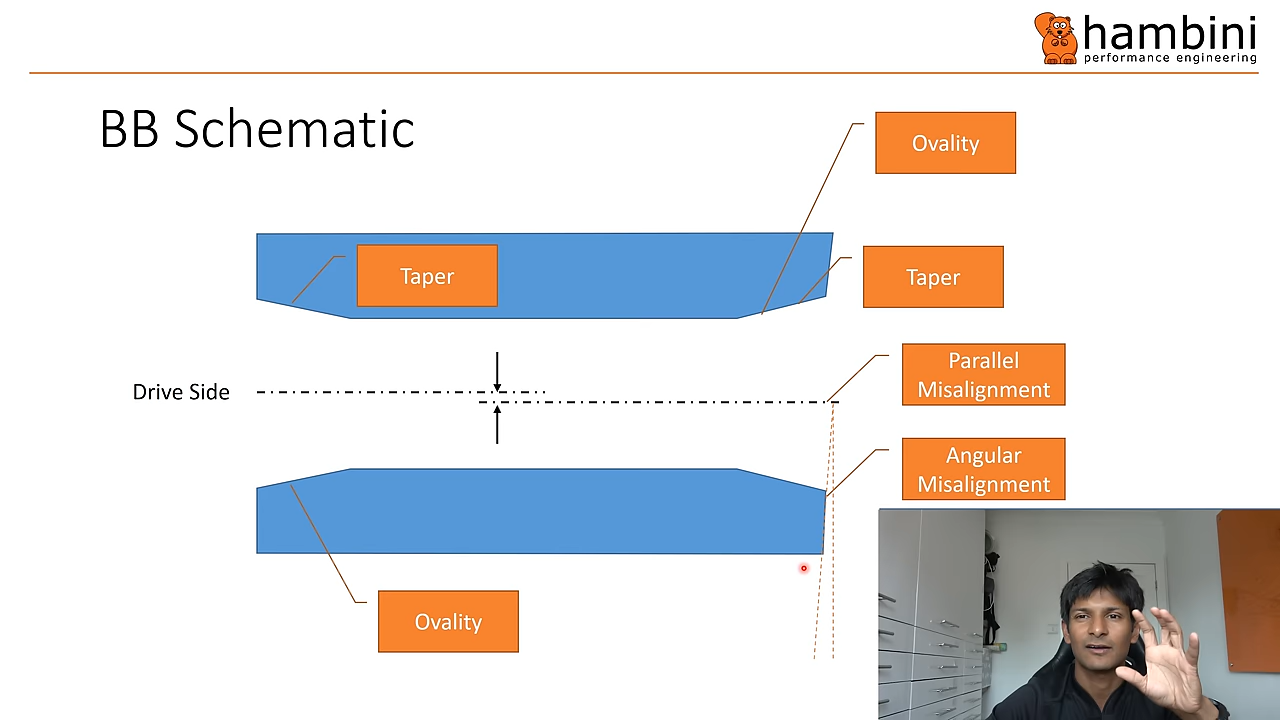 hambini
performance engineering
BB Schematic
Ovality
Taper
Taper
Parallel
Misalignment
Drive Side
Angular
Misalignment
Ovality